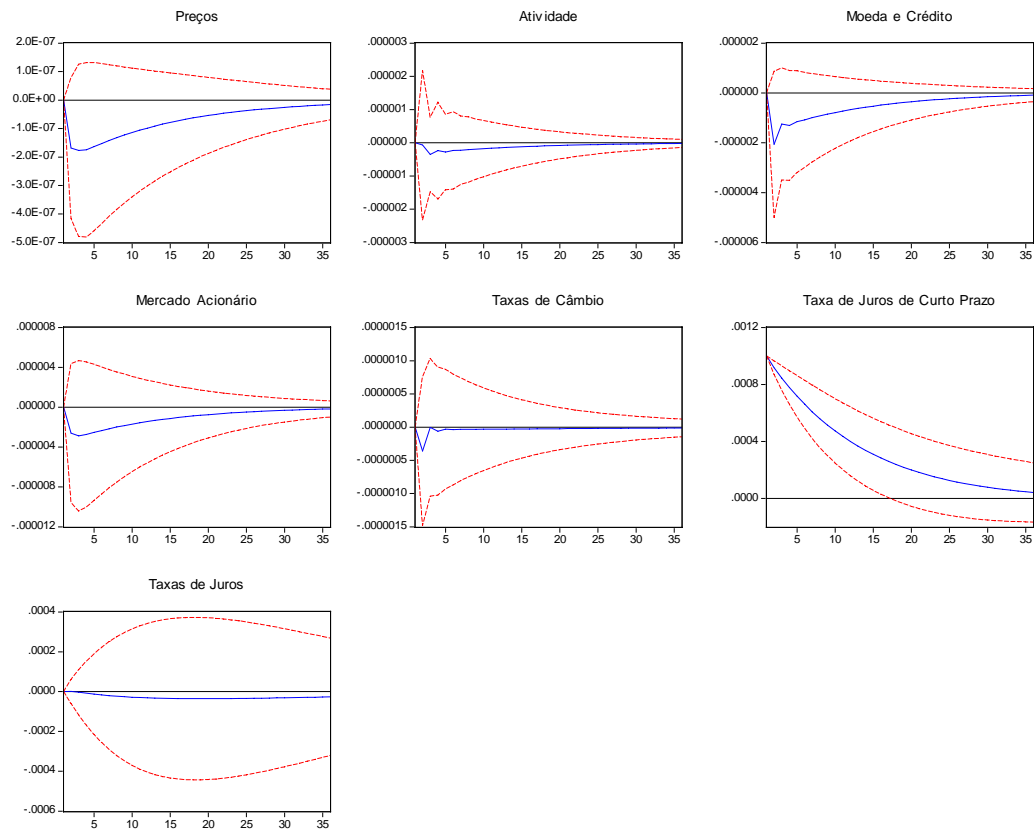 Preços
2.0E-07
1.0E-07
0.0E+00
-1.0E-07
-2.0E-07
-3.0E-07
-4.0E-07
-5.0E-07
5 10 15 20 25 30 35
Atividade
.000003
.000002
.000001
.000000
-.000001
-.000002
-.000003
5 10 15 20 25 30 35
Moeda e Crédito
.000002
.000000
-.000002
-.000004
-.000006
5 10 15 20 25 30 35
Mercado Acionário
.000008
.000004
.000000
-.000004
-.000008
-.000012
5 10 15 20 25 30 35
Taxas de Câmbio
.0000015
.0000010
.0000005
.0000000
-.0000005
-.0000010
-.0000015
5 10 15 20 25 30 35
Taxa de Juros de Curto Prazo
.0012
.0008
.0004
.0000
5 10 15 20 25 30 35
Taxas de Juros
.0004
.0002
.0000
-.0002
-.0004
-.0006
5 10 15 20 25 30 35